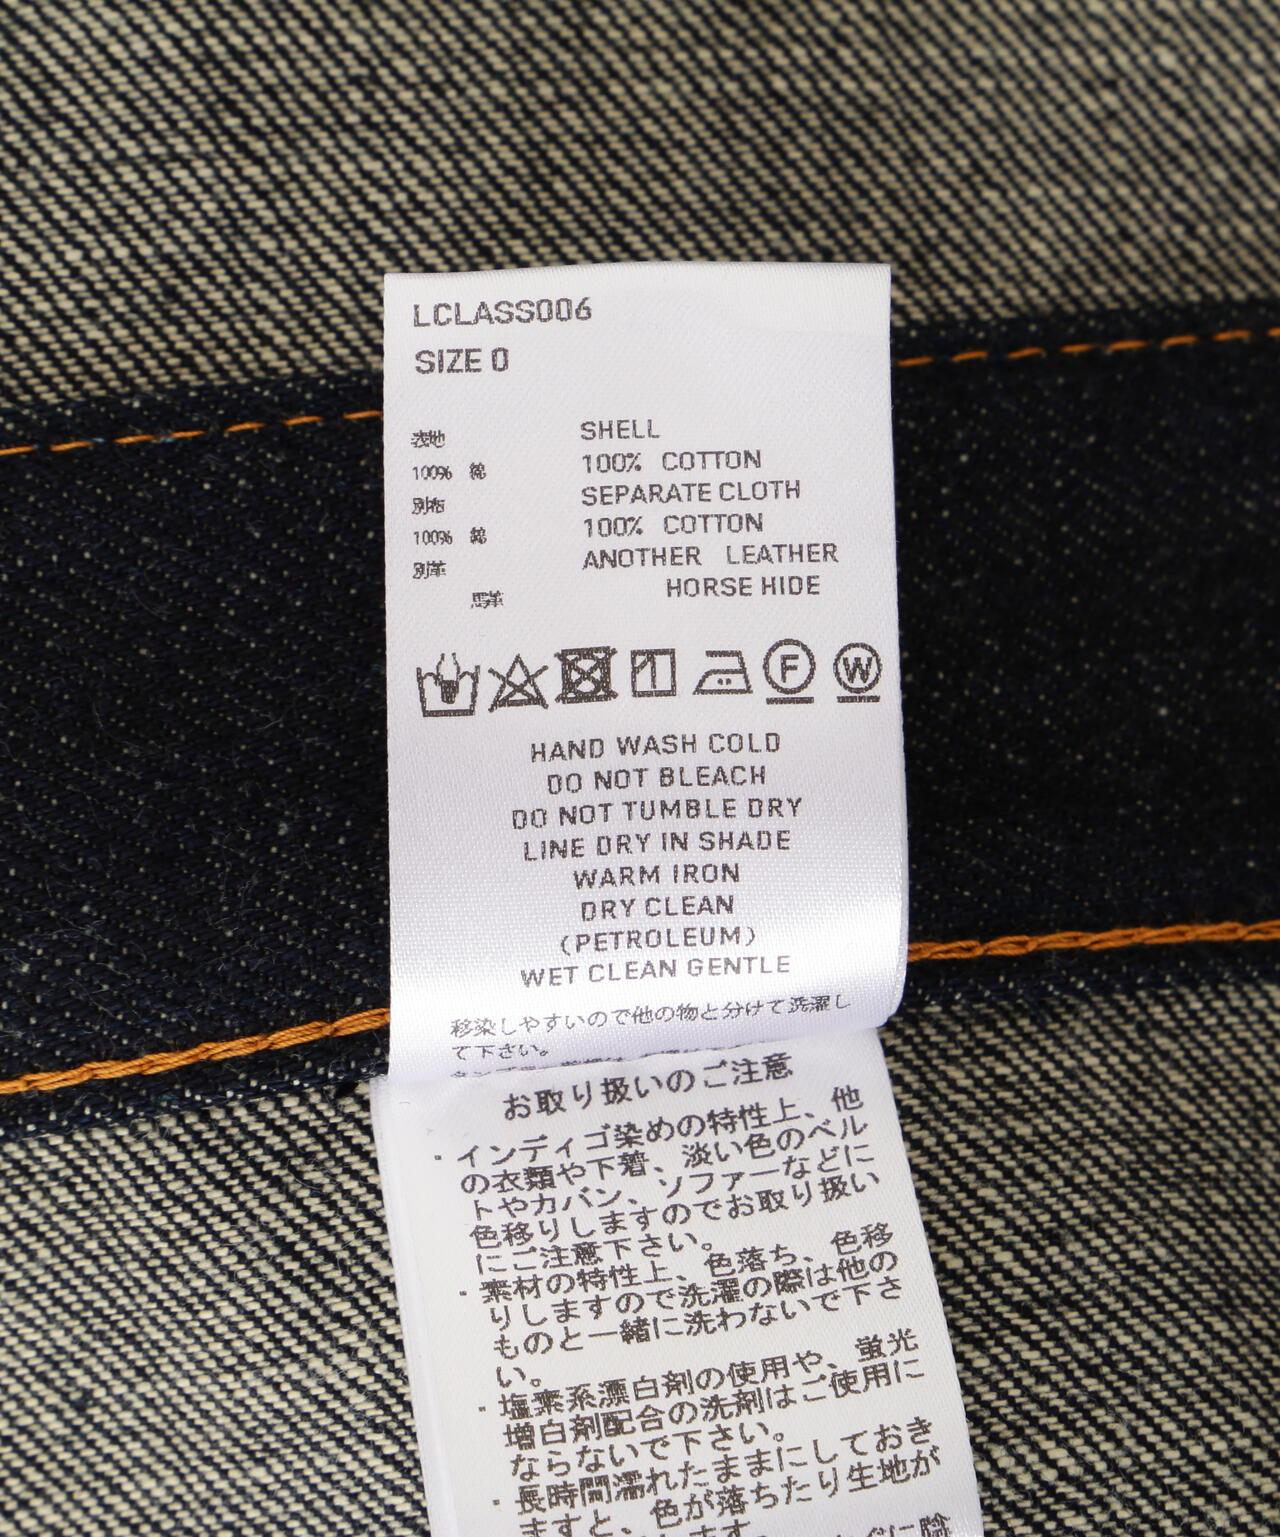 LCLASS006
SIZE 0
表地 SHELL
100% 綿 100% COTTON
別布 SEPARATE CLOTH
100% 綿 100% COTTON
別革 ANOTHER LEATHER
馬革 HORSE HIDE
F W
HAND WASH COLD
DO NOT BLEACH
DO NOT TUMBLE DRY
LINE DRY IN SHADE
WARM IRON
DRY CLEAN
(PETROLEUM)
WET CLEAN GENTLE
移染しやすいので他の物と分けて洗濯し
て下さい。
お取り扱いのご注意
・インディゴ染めの特性上、他
の衣類や下着、淡い色のベル
トやカバン、ソファーなどに
色移りしますのでお取り扱い
にご注意下さい。
・素材の特性上、色落ち、色移
りしますので洗濯の際は他の
ものと一緒に洗わないで下さ
い。
・塩素系漂白剤の使用や、蛍光
増白剤配合の洗剤はご使用に
ならないで下さい。
・長時間濡れたままにしておき
ますと、色が落ちたり生地が